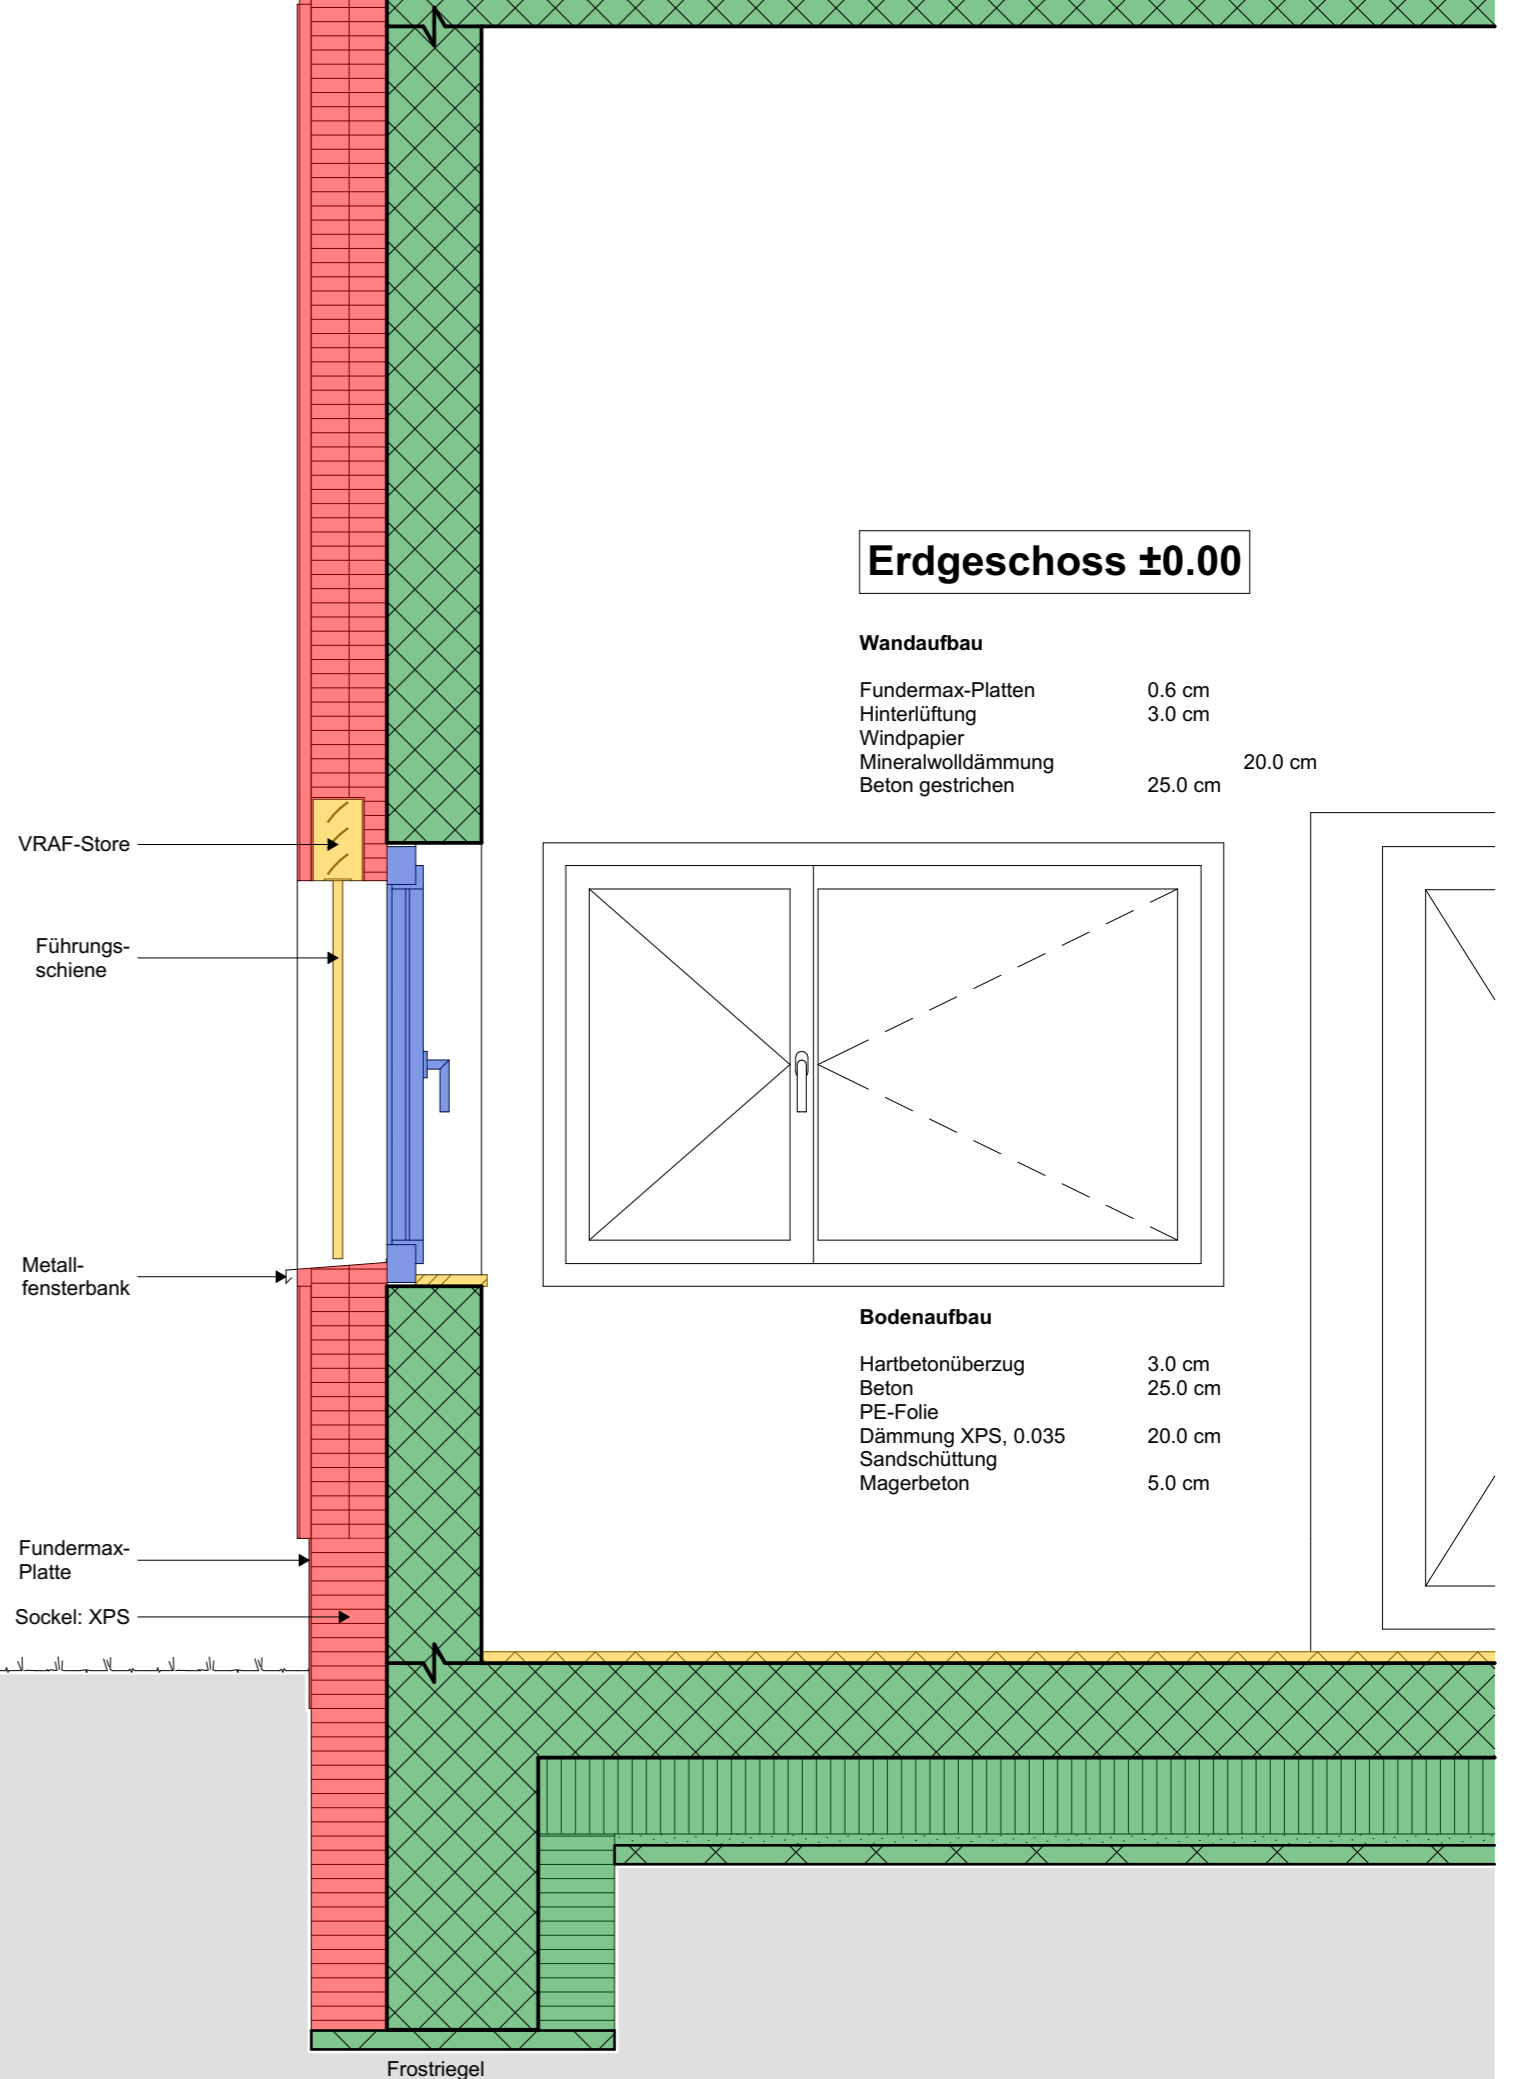 Erdgeschoss ±0.00
Wandaufbau
Fundermax-Platten 0.6 cm
Hinterlüftung 3.0 cm
Windpapier
Mineralwolldämmung 20.0 cm
Beton gestrichen 25.0 cm
VRAF-Store
Führungs-
schiene
Metall-
fensterbank
Bodenaufbau
Hartbetonüberzug 3.0 cm
Beton 25.0 cm
PE-Folie
Dämmung XPS, 0.035 20.0 cm
Sandschüttung
Magerbeton 5.0 cm
Fundermax-
Platte
Sockel: XPS
Frostriegel